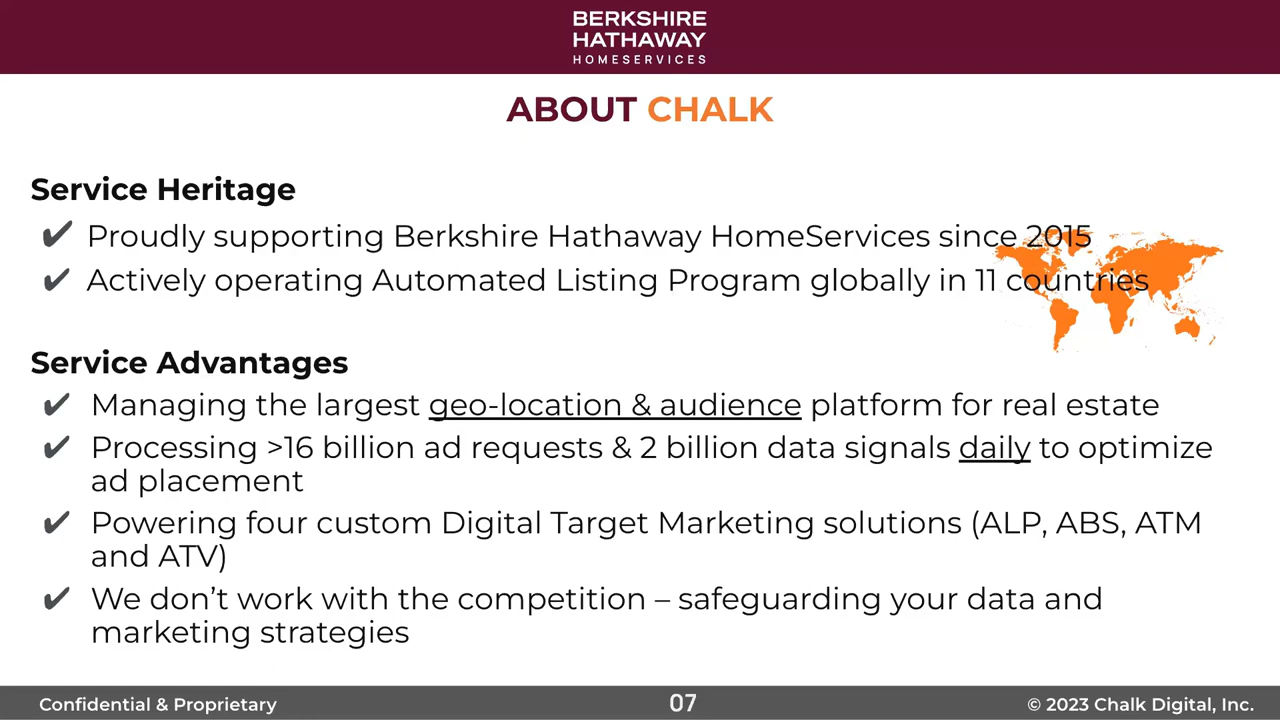 BERKSHIRE
HATHAWAY
HOMESERVICES
ABOUT CHALK
Service Heritage
✔ Proudly supporting Berkshire Hathaway HomeServices since 2015
✔ Actively operating Automated Listing Program globally in 11 countries
Service Advantages
✔ Managing the largest geo-location & audience platform for real estate
✔ Processing >16 billion ad requests & 2 billion data signals daily to optimize
ad placement
✔ Powering four custom Digital Target Marketing solutions (ALP, ABS, ATM
and ATV)
✔ We don’t work with the competition – safeguarding your data and
marketing strategies
Confidential & Proprietary
07
© 2023 Chalk Digital, Inc.